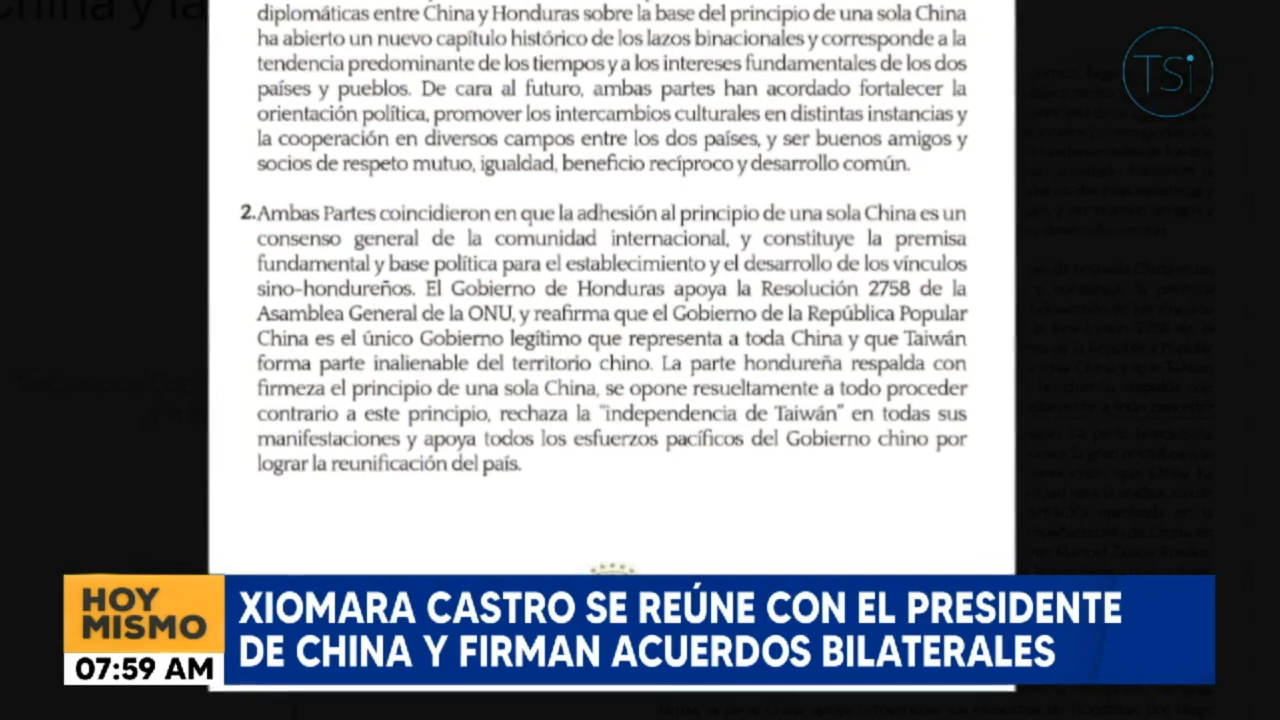 diplomáticas entre China y Honduras sobre la base del principio de una sola China
ha abierto un nuevo capítulo histórico de los lazos binacionales y corresponde a la
tendencia predominante de los tiempos y a los intereses fundamentales de los dos
países y pueblos. De cara al futuro, ambas partes han acordado fortalecer la
orientación política, promover los intercambios culturales en distintas instancias y
la cooperación en diversos campos entre los dos países, y ser buenos amigos y
socios de respeto mutuo, igualdad, beneficio recíproco y desarrollo común.
2. Ambas Partes coincidieron en que la adhesión al principio de una sola China es un
consenso general de la comunidad internacional, y constituye la premisa
fundamental y base política para el establecimiento y el desarrollo de los vínculos
sino-hondureños. El Gobierno de Honduras apoya la Resolución 2758 de la
Asamblea General de la ONU, y reafirma que el Gobierno de la República Popular
China es el único Gobierno legítimo que representa a toda China y que Taiwán
forma parte inalienable del territorio chino. La parte hondureña respalda con
firmeza el principio de una sola China, se opone resueltamente a todo proceder
contrario a este principio, rechaza la "independencia de Taiwán" en todas sus
manifestaciones y apoya todos los esfuerzos pacíficos del Gobierno chino por
lograr la reunificación del país.
TSi
HOY
MISMO
07:59 AM
XIOMARA CASTRO SE REÚNE CON EL PRESIDENTE
DE CHINA Y FIRMAN ACUERDOS BILATERALES